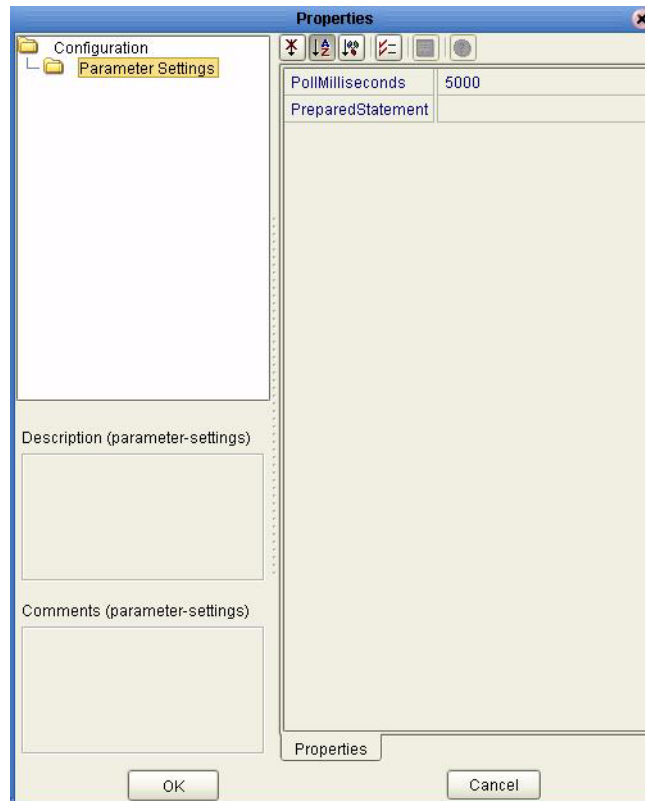 Properties
Configuration
Parameter Settings
PollMilliseconds 5000
PreparedStatement
Description (parameter-settings)
Comments (parameter-settings)
Properties
OK
Cancel